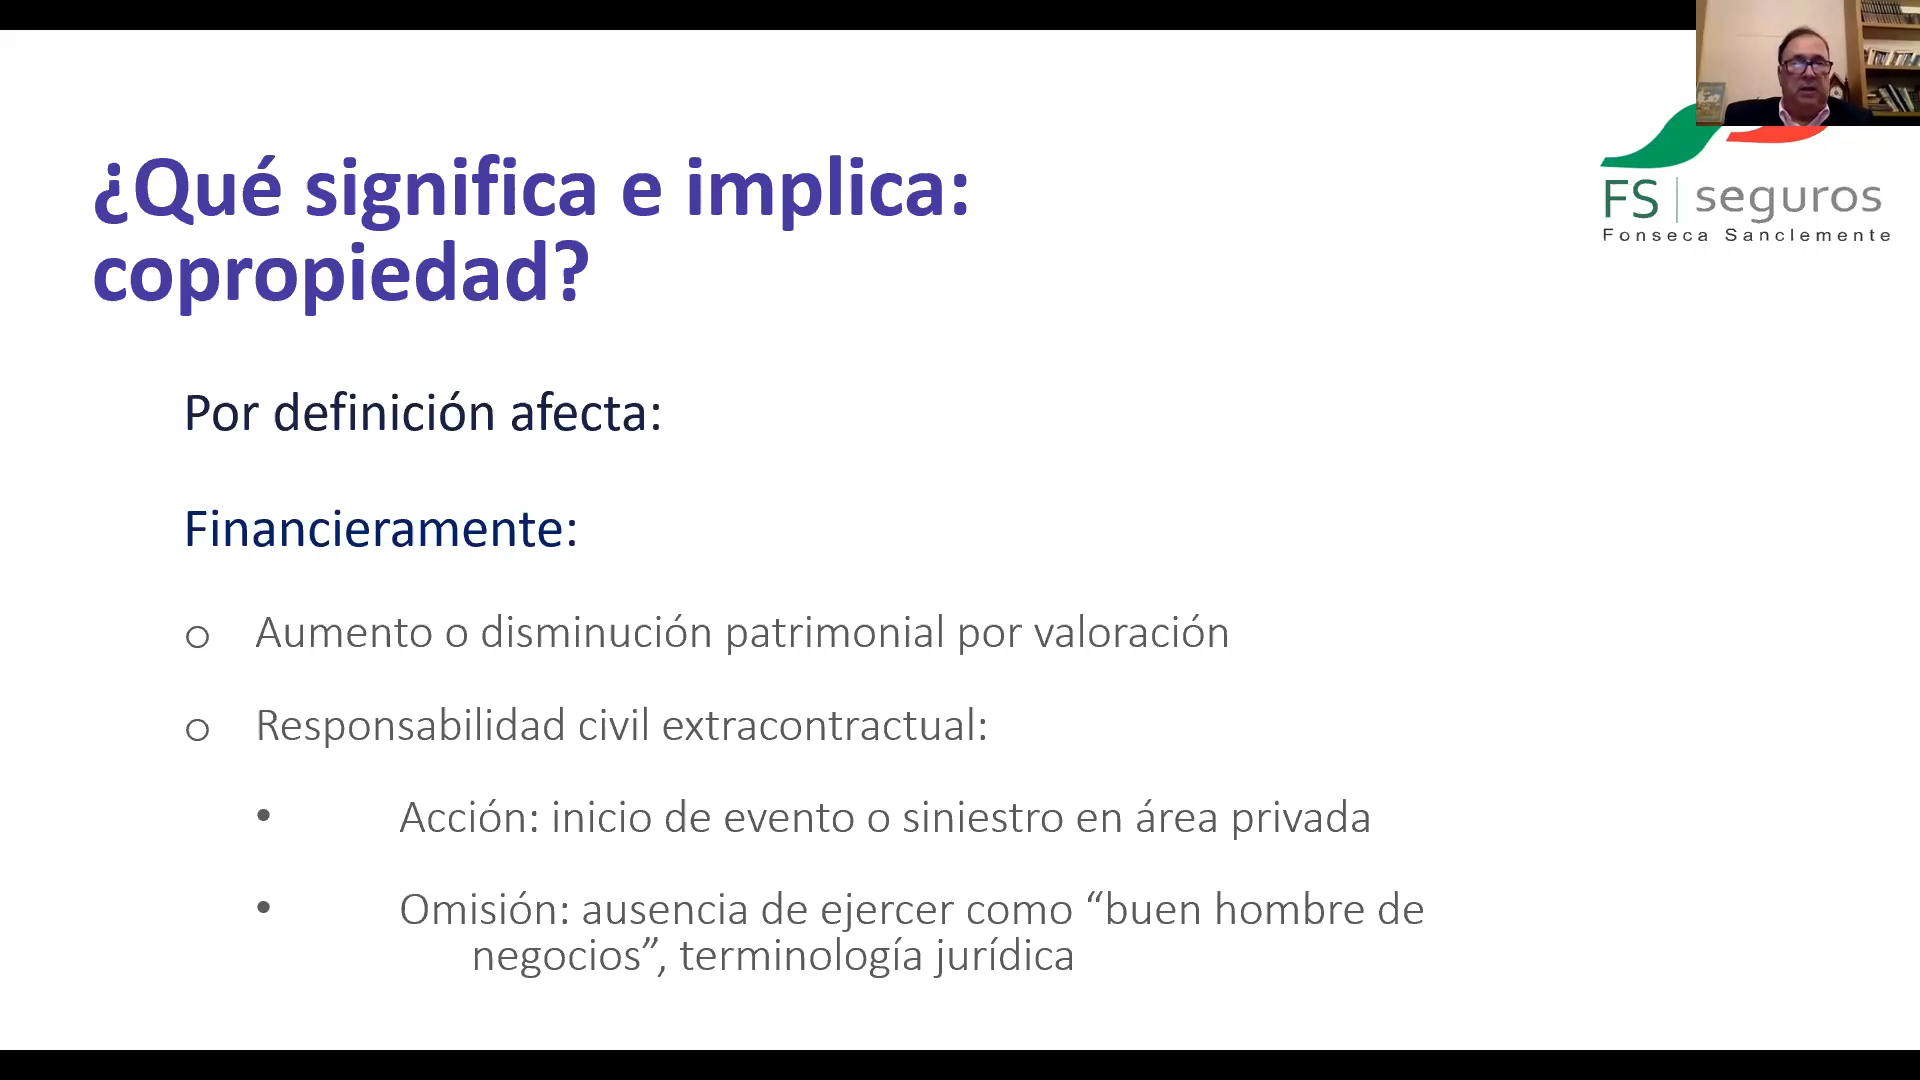 ¿Qué significa e implica:
copropiedad?
FS | seguros
Fonseca Sanclemente
Por definición afecta:
Financieramente:
o Aumento o disminución patrimonial por valoración
o Responsabilidad civil extracontractual:
• Acción: inicio de evento o siniestro en área privada
• Omisión: ausencia de ejercer como “buen hombre de
negocios”, terminología jurídica